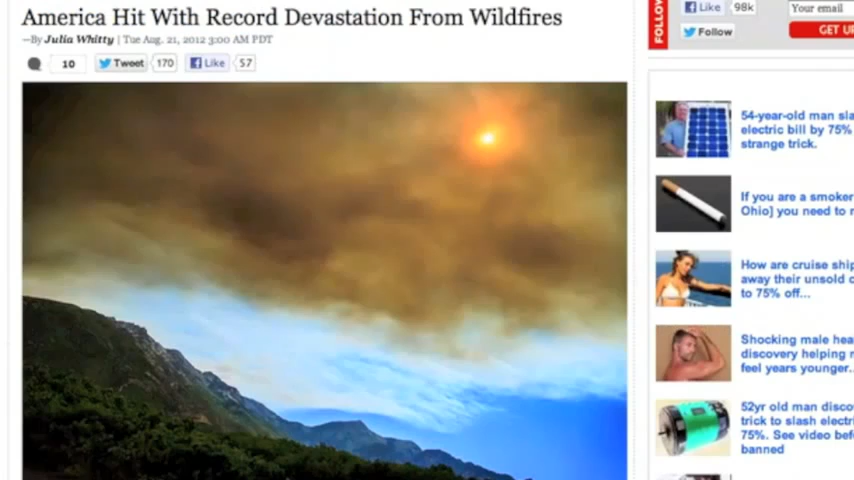 America Hit With Record Devastation From Wildfires
—By Julia Whitty | Tue Aug. 21, 2012 3:00 AM PDT
10
Tweet
170
Like
57
FOLLOW
Like
98k
Follow
Your email
GET UP
54-year-old man sla
electric bill by 75%
strange trick.
If you are a smoker
Ohio] you need to r
How are cruise ship
away their unsold c
to 75% off...
Shocking male hea
discovery helping r
feel years younger..
52yr old man disco
trick to slash electr
75%. See video befo
banned